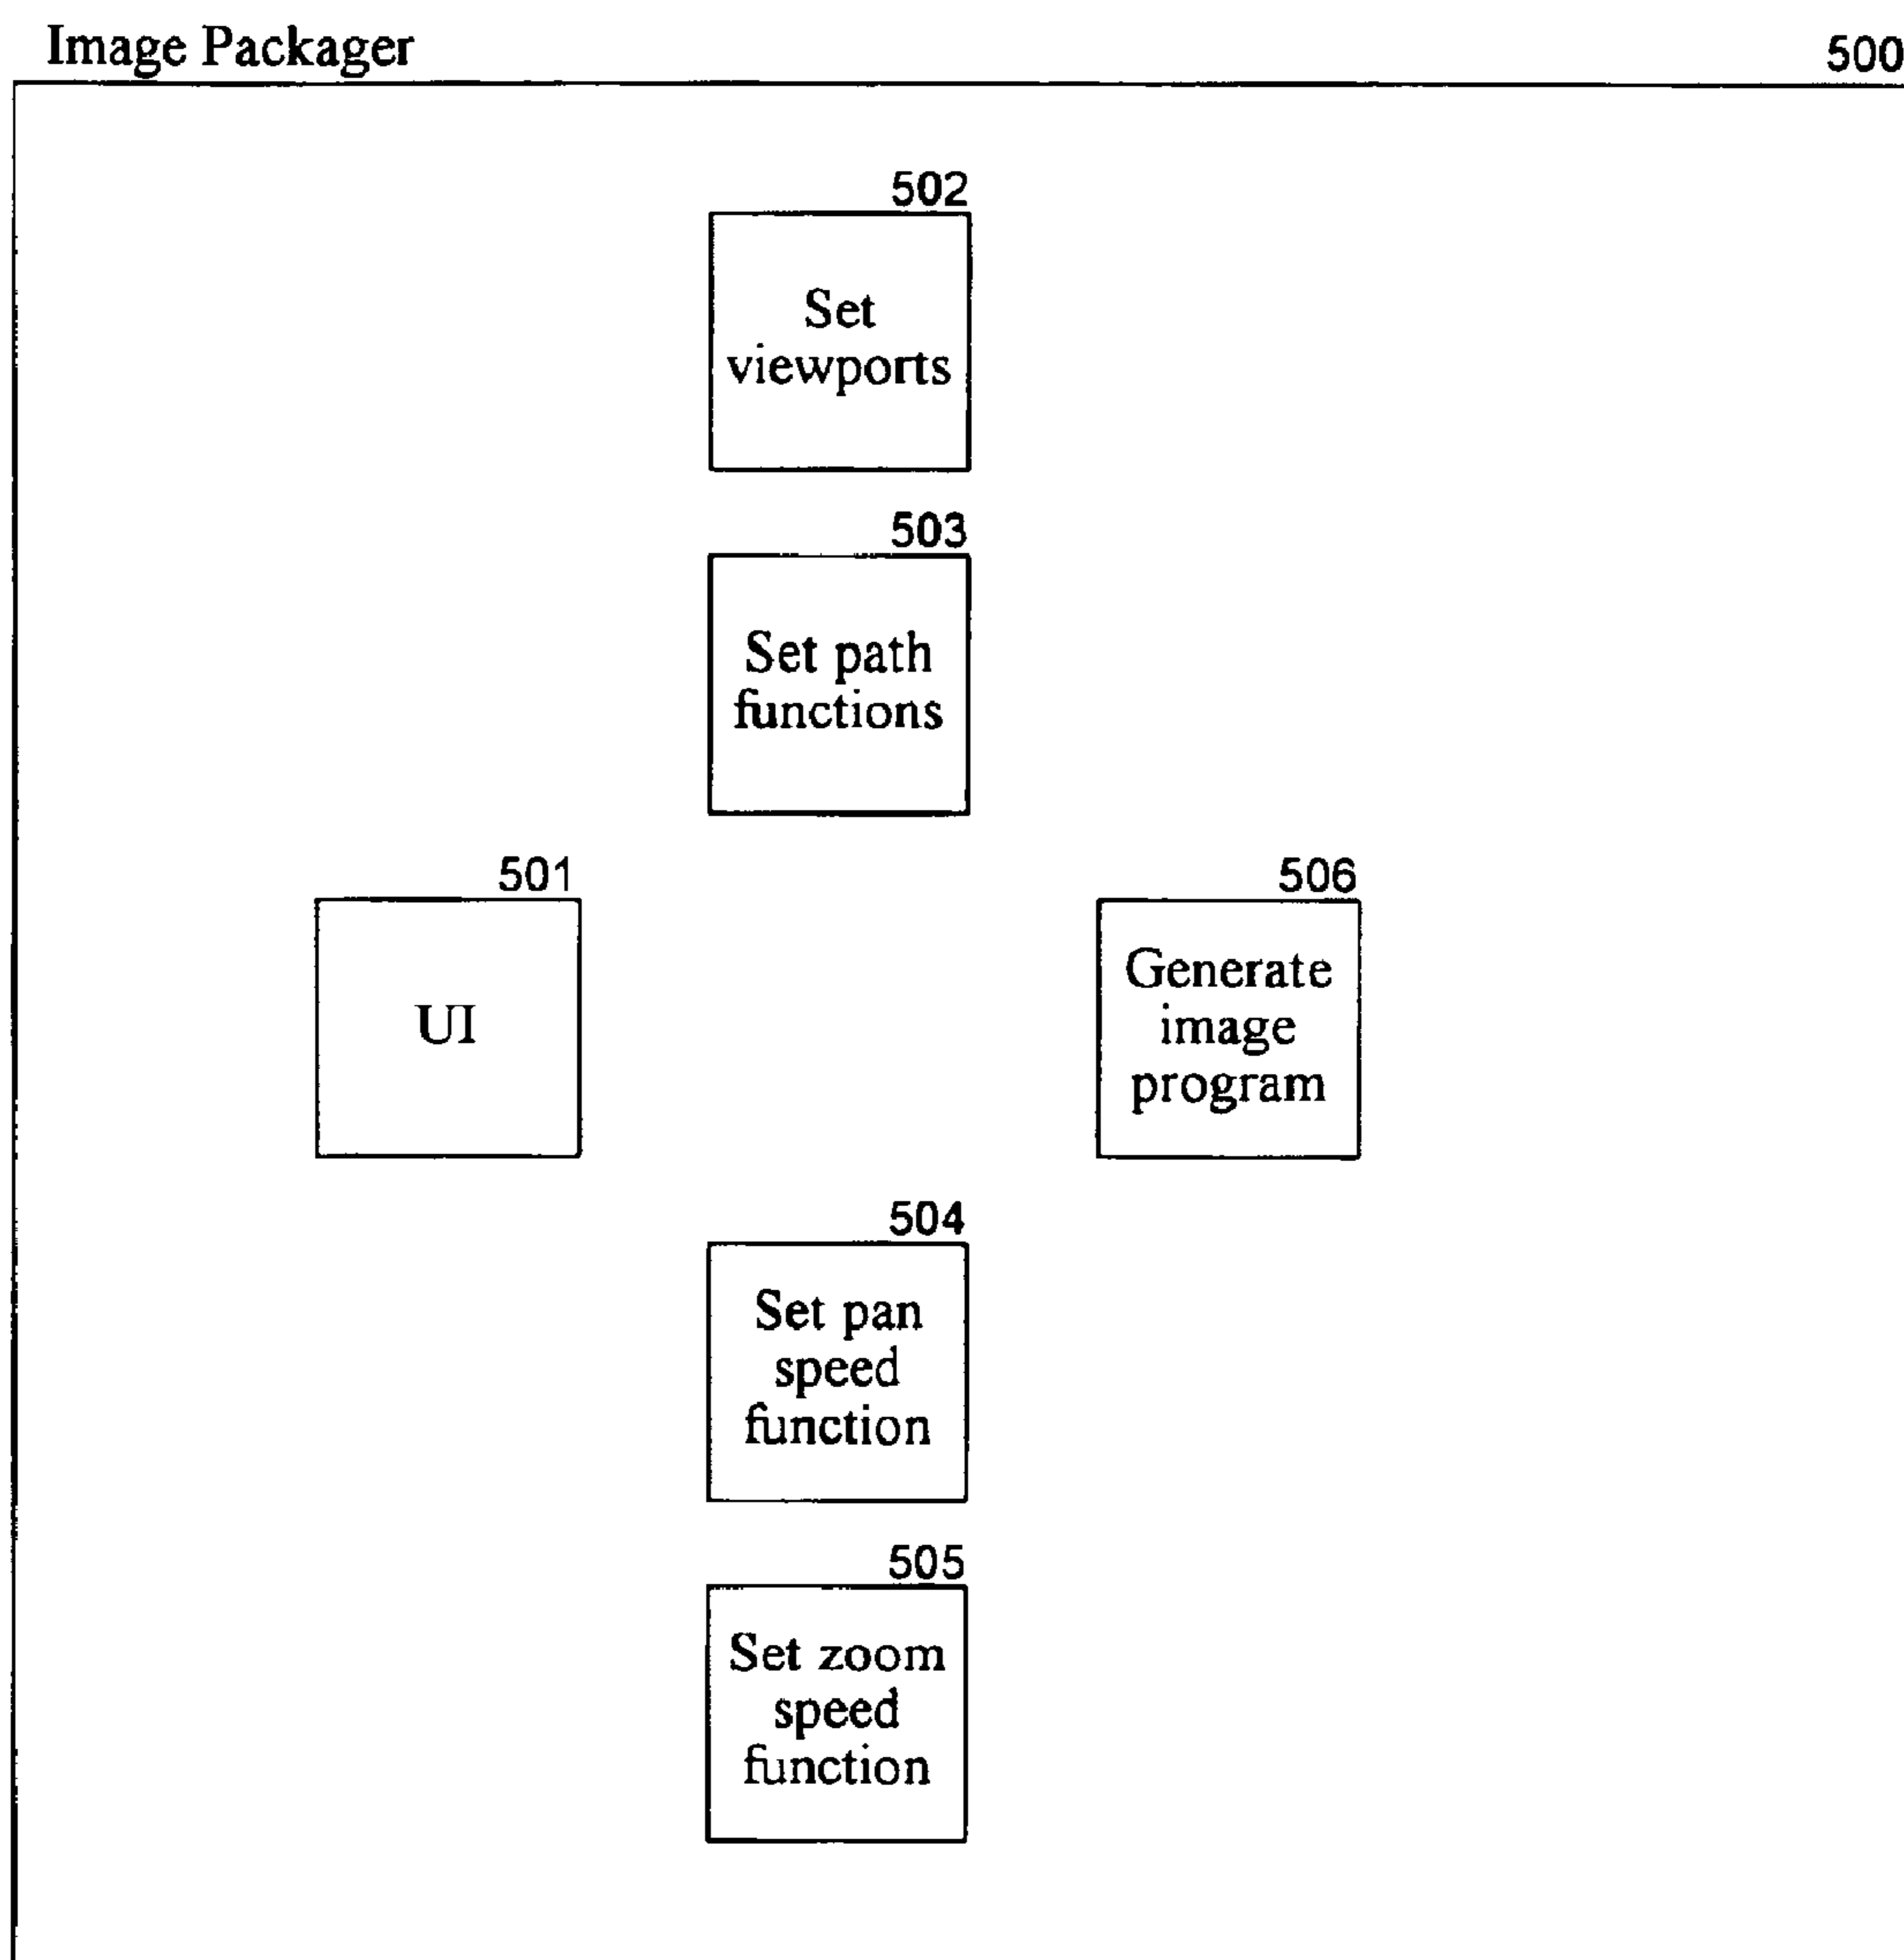 Image Packager
500
502
Set
viewports
503
Set path
functions
501
UI
506
Generate
image
program
504
Set pan
speed
function
505
Set zoom
speed
function